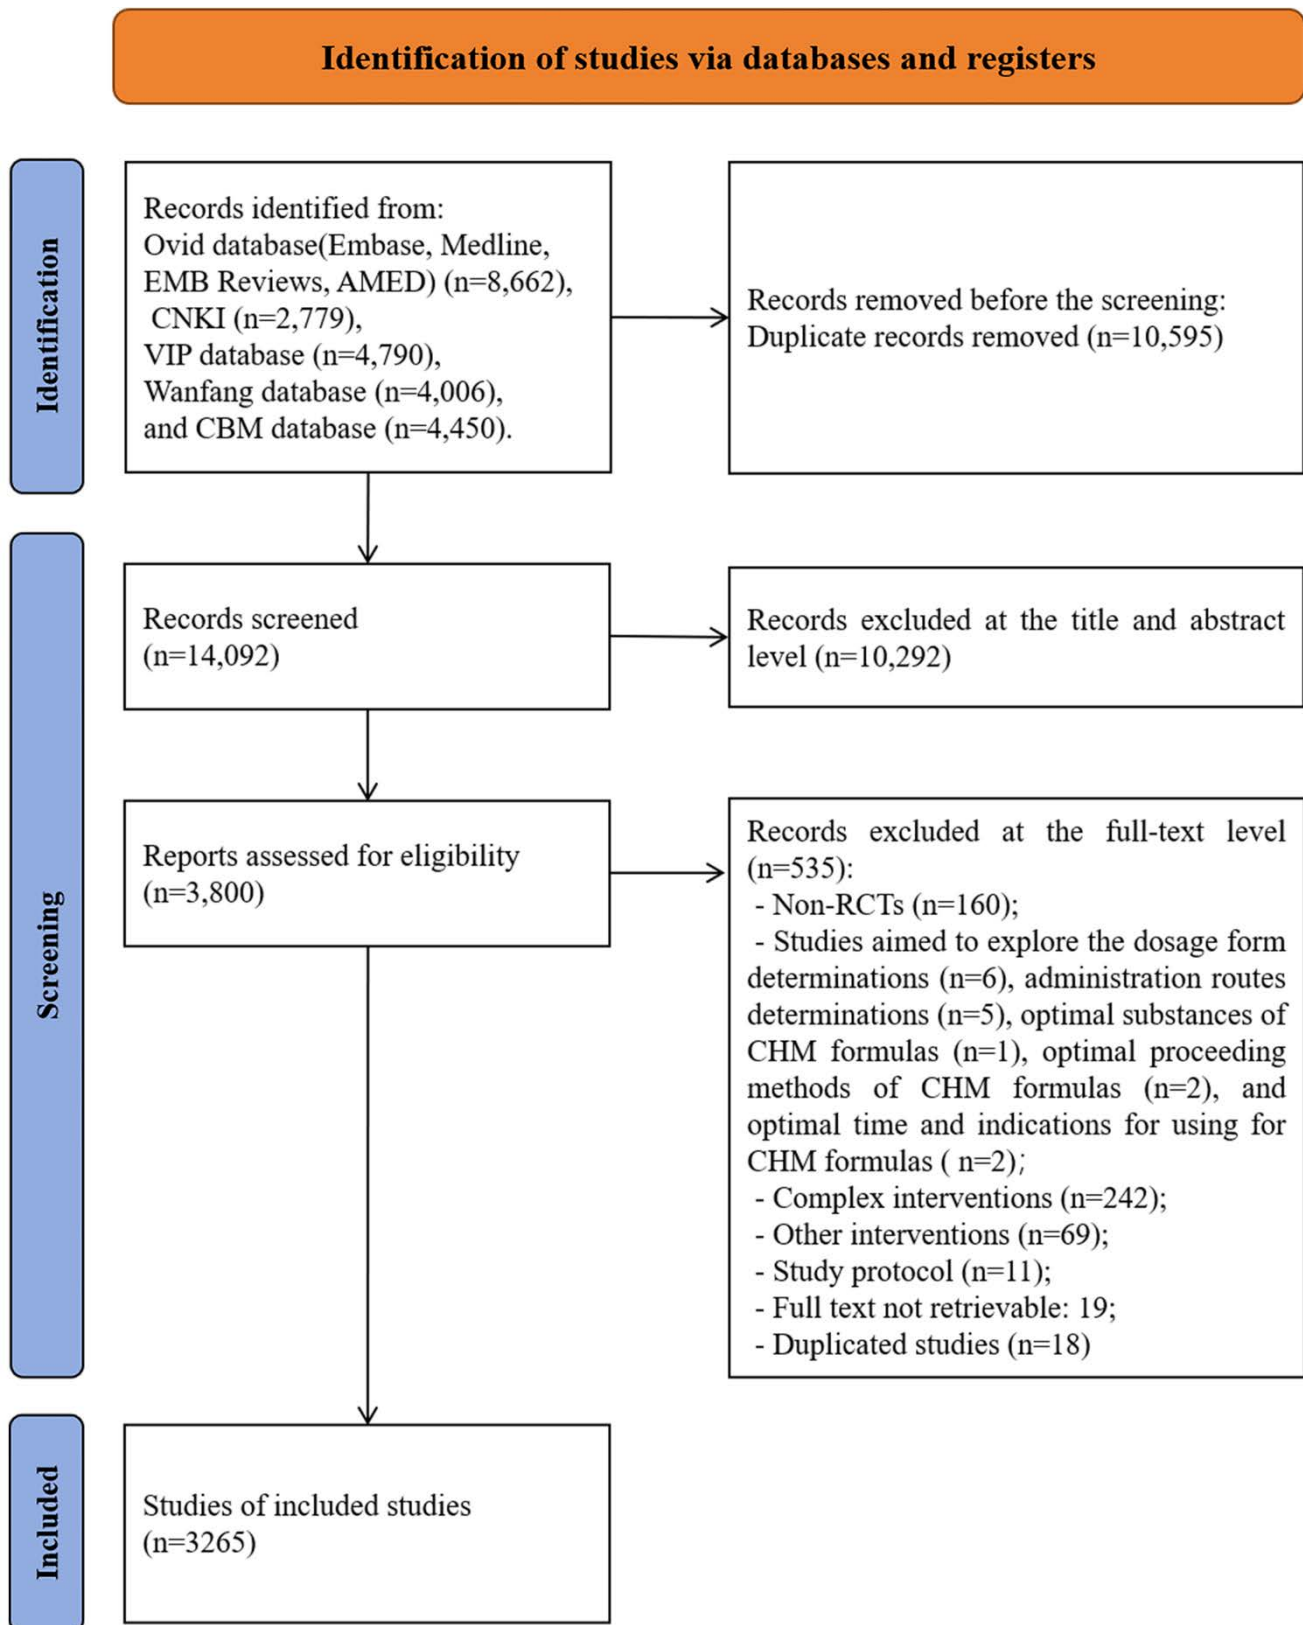 Identification of studies via databases and registers
Identification
Records identified from:
Ovid database(Embase, Medline,
EMB Reviews, AMED) (n=8,662),
CNKI (n=2,779),
VIP database (n=4,790),
Wanfang database (n=4,006),
and CBM database (n=4,450).
Records removed before the screening:
Duplicate records removed (n=10,595)
Screening
Records screened
(n=14,092)
Records excluded at the title and abstract
level (n=10,292)
Reports assessed for eligibility
(n=3,800)
Records excluded at the full-text level
(n=535):
- Non-RCTs (n=160);
- Studies aimed to explore the dosage form
determinations (n=6), administration routes
determinations (n=5), optimal substances of
CHM formulas (n=1), optimal proceeding
methods of CHM formulas (n=2), and
optimal time and indications for using for
CHM formulas ( n=2);
- Complex interventions (n=242);
- Other interventions (n=69);
- Study protocol (n=11);
- Full text not retrievable: 19;
- Duplicated studies (n=18)
Included
Studies of included studies
(n=3265)